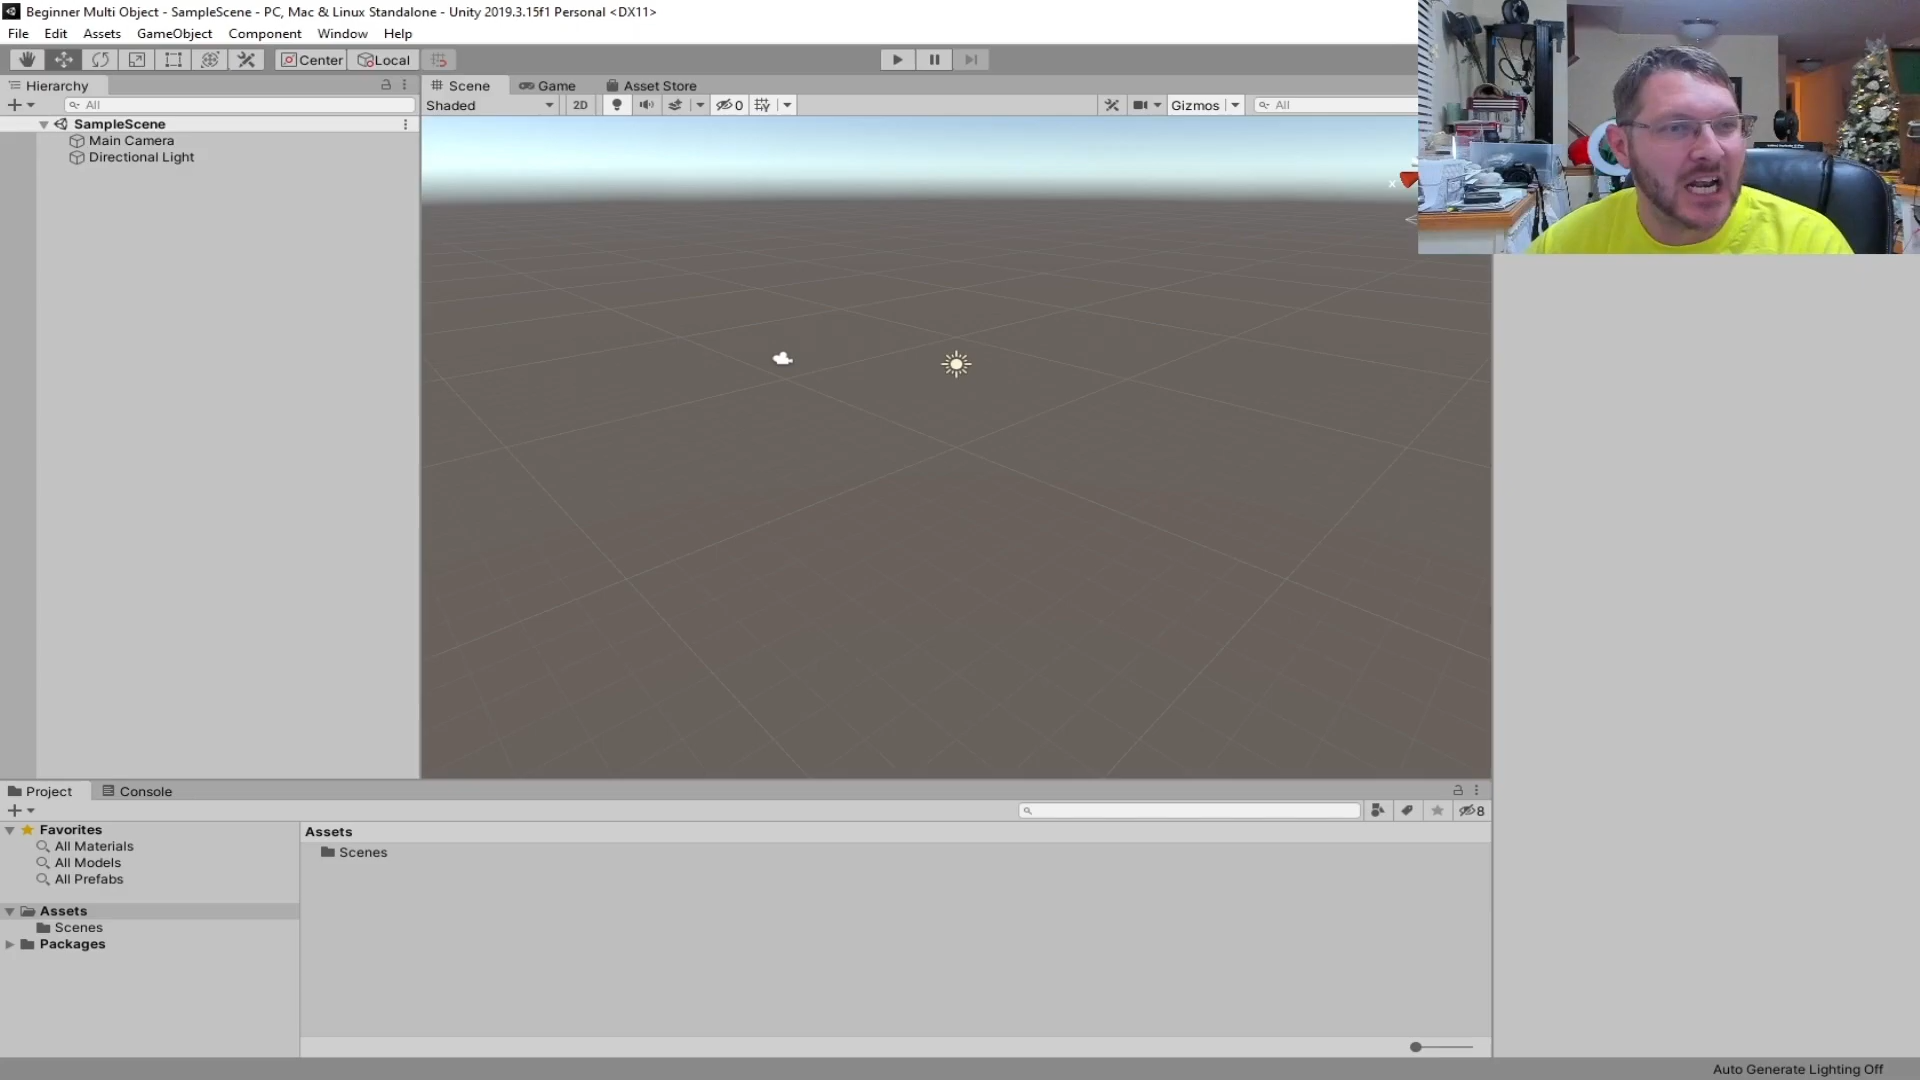 Beginner Multi Object - SampleScene - PC, Mac & Linux Standalone - Unity 2019.3.15f1 Personal <DX11>
File Edit Assets GameObject Component Window Help
Center Local
Hierarchy
All
SampleScene
Main Camera
Directional Light
Scene Game Asset Store
Shaded 2D 0 Gizmos All
x
Project Console
8
Favorites
All Materials
All Models
All Prefabs
Assets
Scenes
Packages
Assets
Scenes
Auto Generate Lighting Off